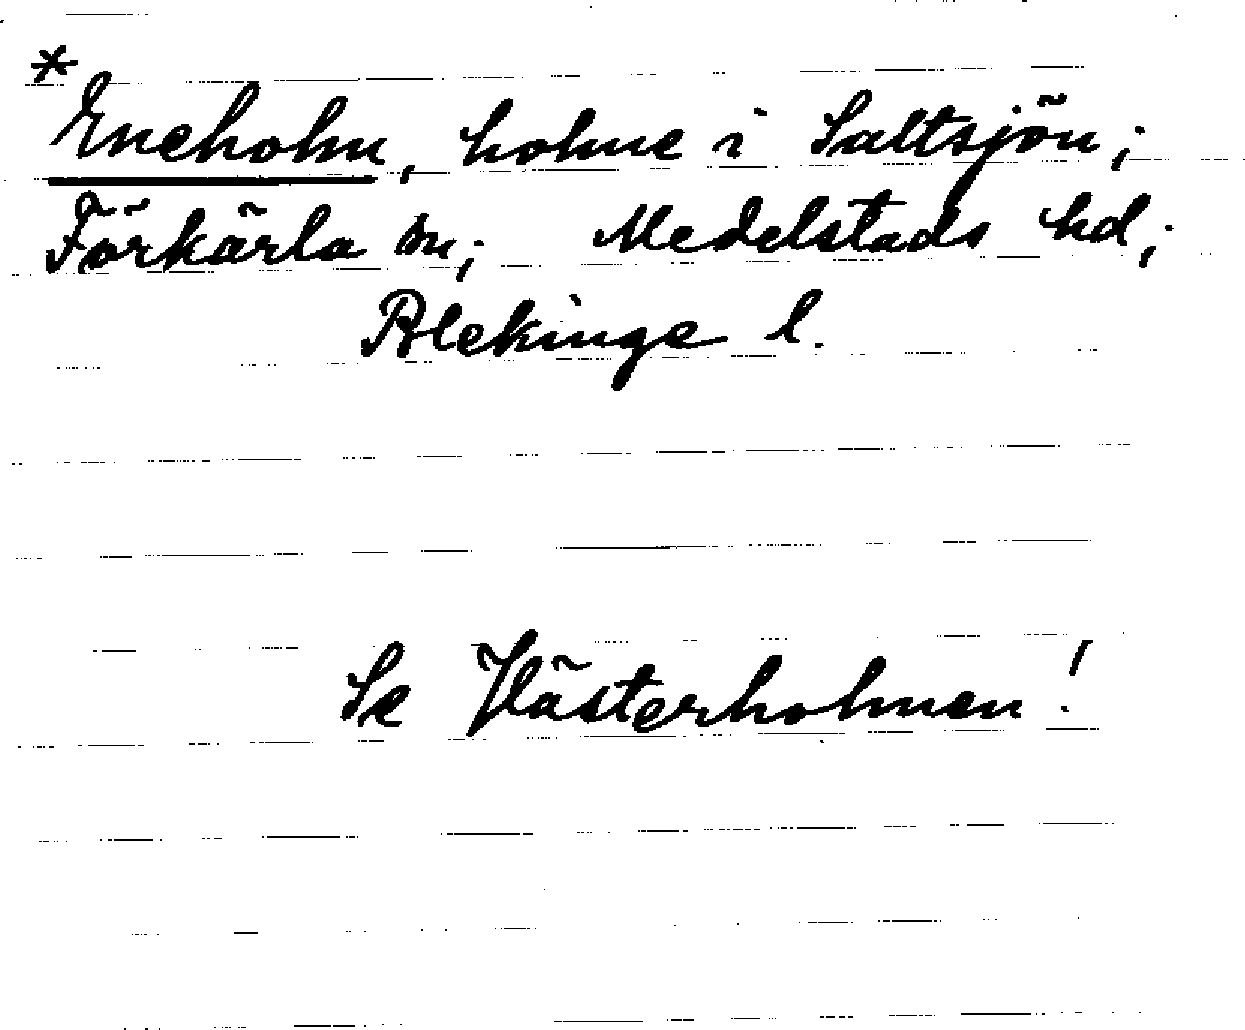 *
Eneholm, holme i Saltsjön;
Förkärla sn; Medelstads hd;
Blekinge l.
Se Västerholmen!